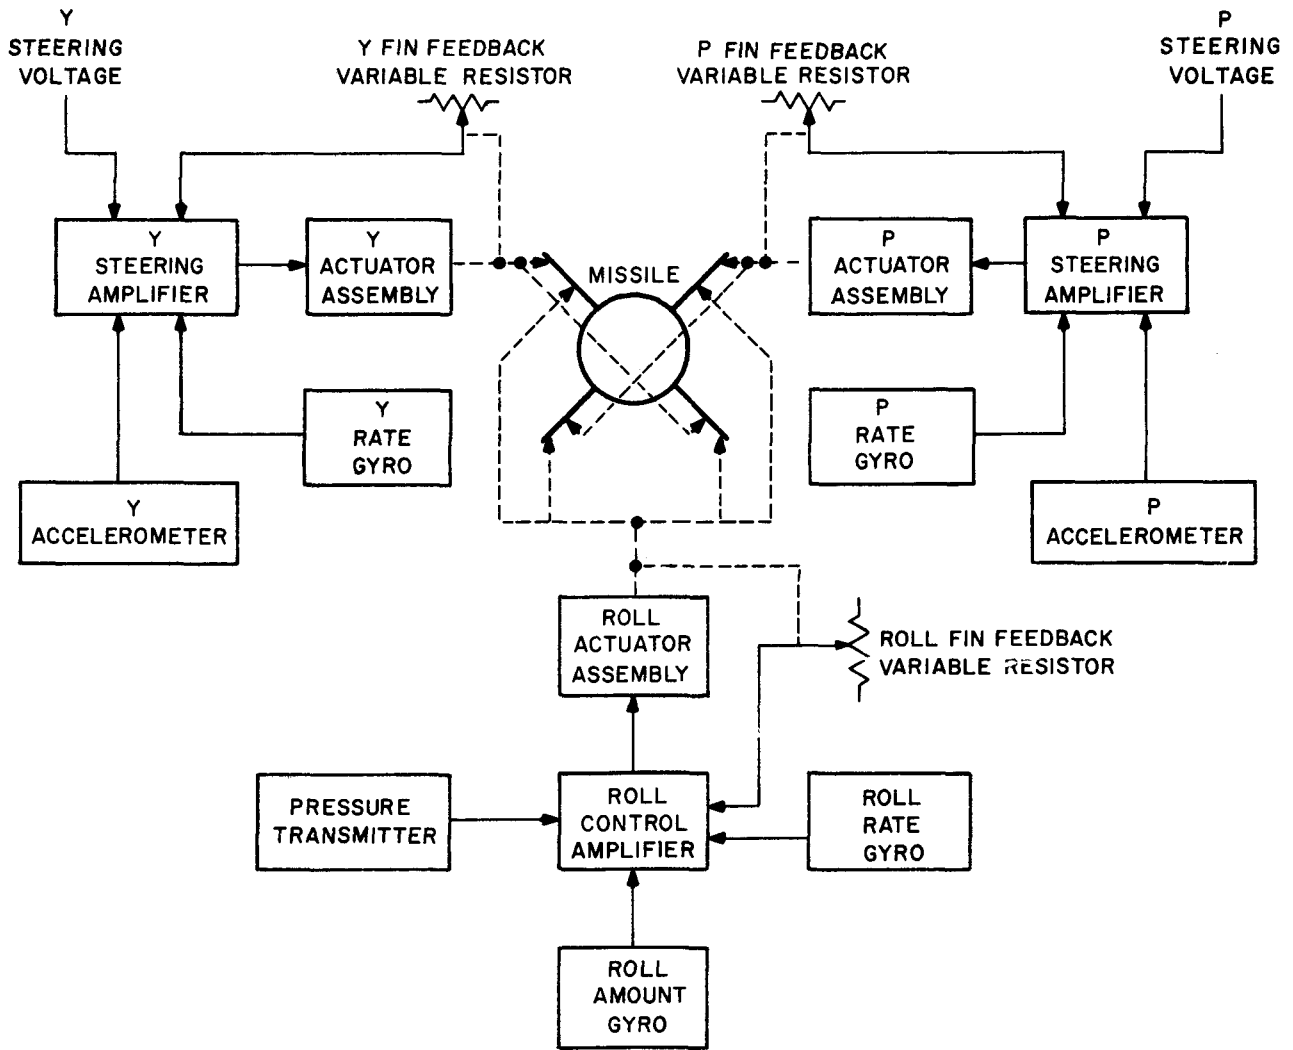 Y
STEERING
VOLTAGE
Y FIN FEEDBACK
VARIABLE RESISTOR
P FIN FEEDBACK
VARIABLE RESISTOR
P
STEERING
VOLTAGE
Y
STEERING
AMPLIFIER
Y
ACTUATOR
ASSEMBLY
MISSILE
P
ACTUATOR
ASSEMBLY
P
STEERING
AMPLIFIER
Y
RATE
GYRO
P
RATE
GYRO
Y
ACCELEROMETER
P
ACCELEROMETER
ROLL
ACTUATOR
ASSEMBLY
ROLL FIN FEEDBACK
VARIABLE RESISTOR
PRESSURE
TRANSMITTER
ROLL
CONTROL
AMPLIFIER
ROLL
RATE
GYRO
ROLL
AMOUNT
GYRO